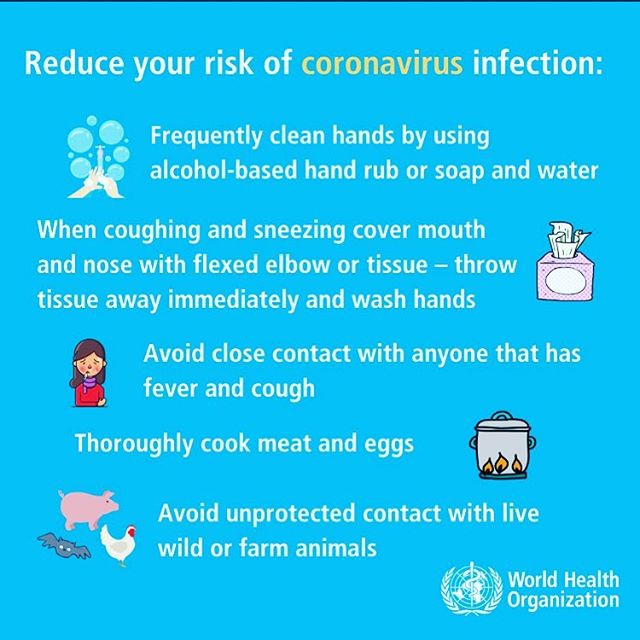 Reduce your risk of coronavirus infection:
Frequently clean hands by using
alcohol-based hand rub or soap and water
When coughing and sneezing cover mouth
and nose with flexed elbow or tissue – throw
tissue away immediately and wash hands
Avoid close contact with anyone that has
fever and cough
Thoroughly cook meat and eggs
Avoid unprotected contact with live
wild or farm animals
World Health
Organization